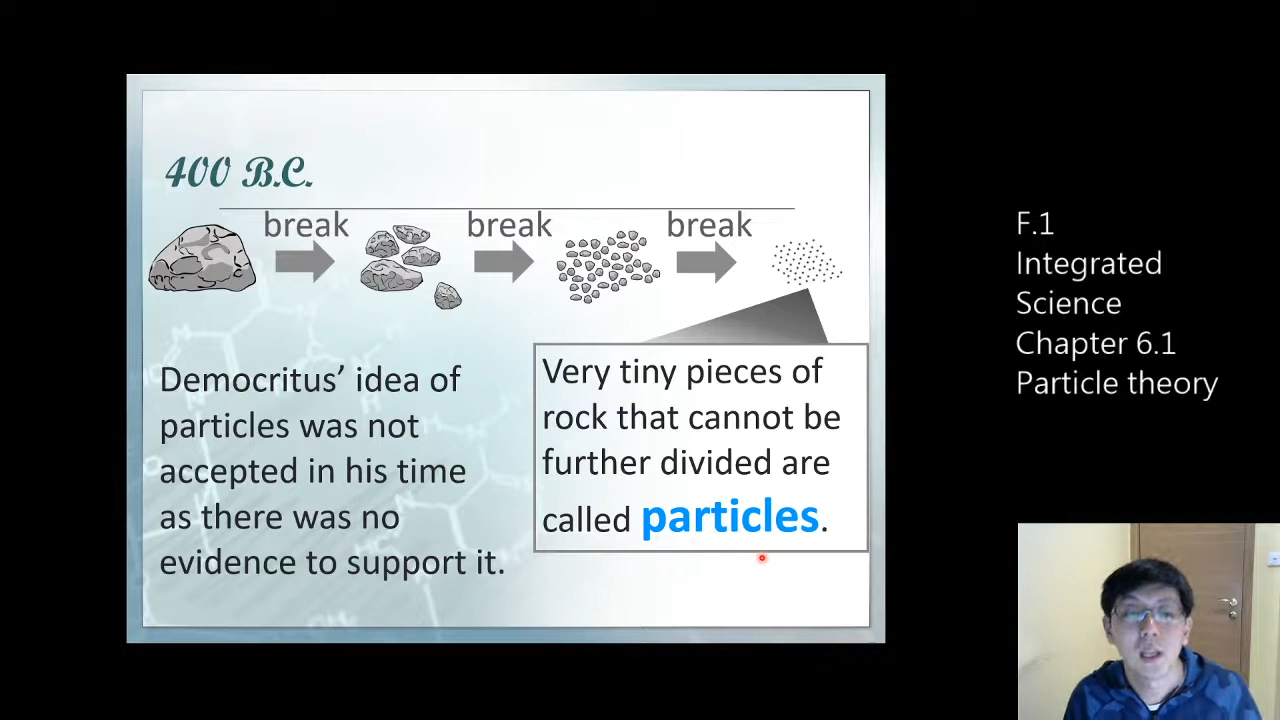 400 B.C.
break break break
Democritus’ idea of
particles was not
accepted in his time
as there was no
evidence to support it.
Very tiny pieces of
rock that cannot be
further divided are
called particles.
F.1
Integrated
Science
Chapter 6.1
Particle theory